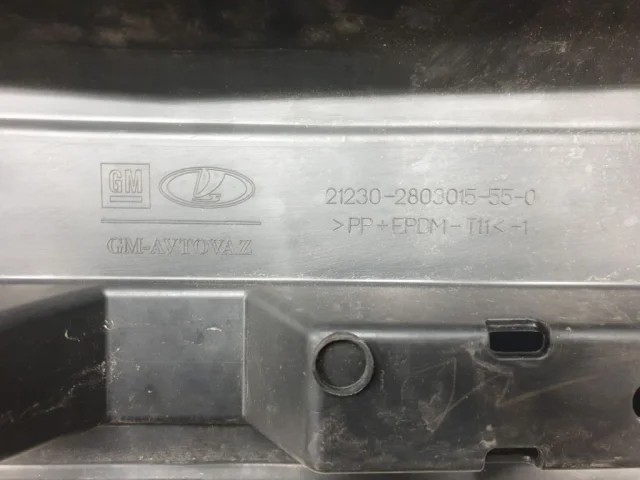 GM
21230-2803015-55-0
>PP+EPDM-T11<-1
GM-AVTOVAZ